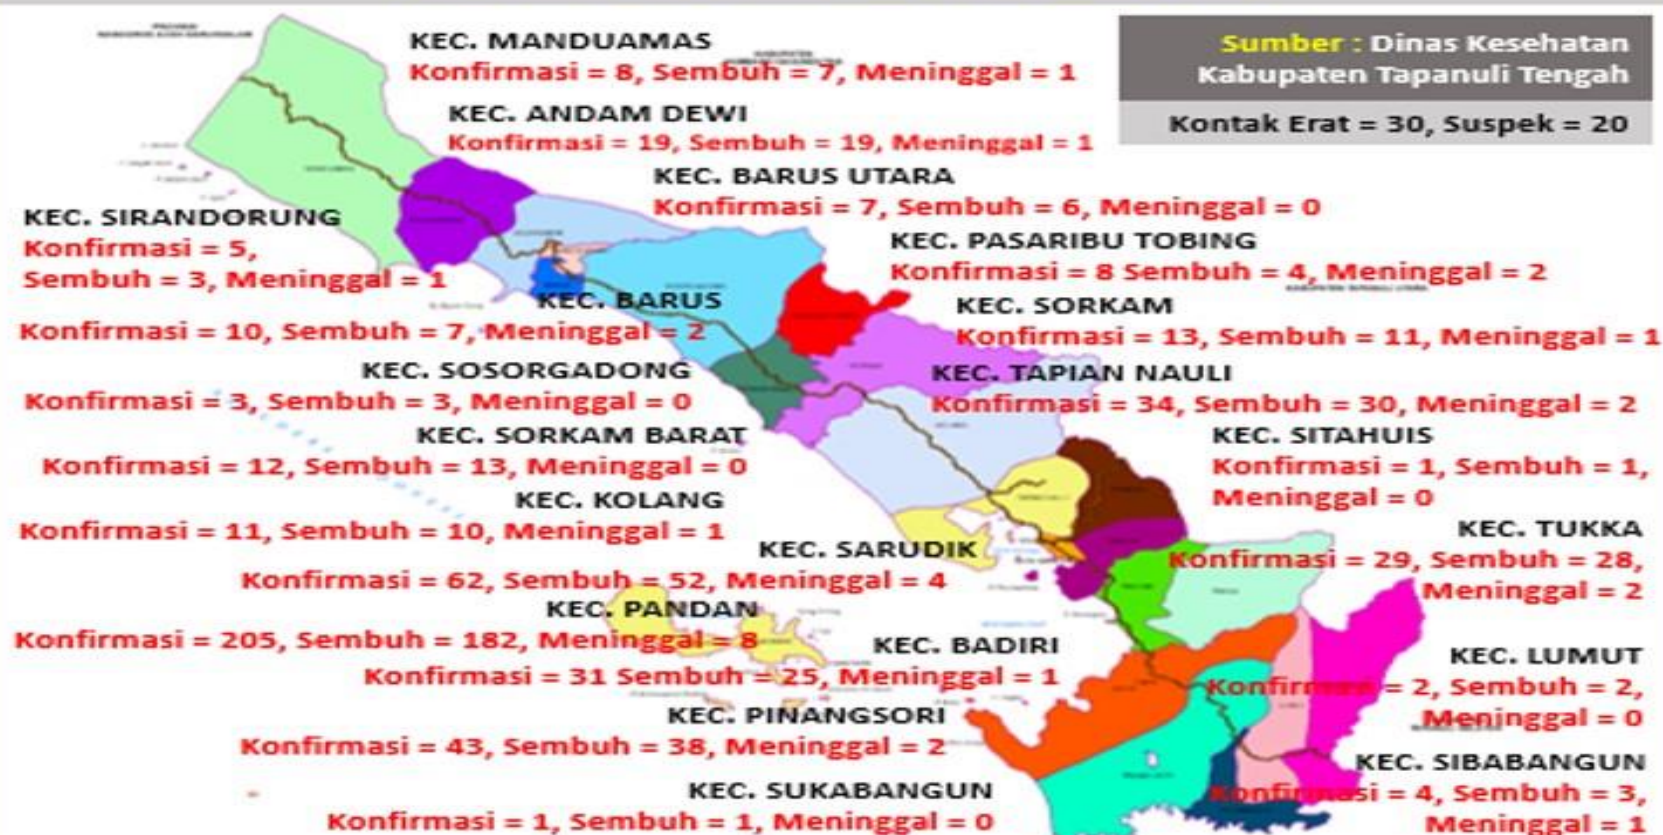 KEC. MANDUAMAS
Konfirmasi = 8, Sembuh = 7, Meninggal = 1
Sumber : Dinas Kesehatan
Kabupaten Tapanuli Tengah
Kontak Erat = 30, Suspek = 20
KEC. ANDAM DEWI
Konfirmasi = 19, Sembuh = 19, Meninggal = 1
KEC. BARUS UTARA
Konfirmasi = 7, Sembuh = 6, Meninggal = 0
KEC. SIRANDORUNG
Konfirmasi = 5,
Sembuh = 3, Meninggal = 1
KEC. PASARIBU TOBING
Konfirmasi = 8 Sembuh = 4, Meninggal = 2
KEC. BARUS
Konfirmasi = 10, Sembuh = 7, Meninggal = 2
KEC. SORKAM
Konfirmasi = 13, Sembuh = 11, Meninggal = 1
KEC. SOSORGADONG
Konfirmasi = 3, Sembuh = 3, Meninggal = 0
KEC. TAPIAN NAULI
Konfirmasi = 34, Sembuh = 30, Meninggal = 2
KEC. SORKAM BARAT
Konfirmasi = 12, Sembuh = 13, Meninggal = 0
KEC. SITAHUIS
Konfirmasi = 1, Sembuh = 1,
Meninggal = 0
KEC. KOLANG
Konfirmasi = 11, Sembuh = 10, Meninggal = 1
KEC. TUKKA
Konfirmasi = 29, Sembuh = 28,
Meninggal = 2
KEC. SARUDIK
Konfirmasi = 62, Sembuh = 52, Meninggal = 4
KEC. PANDAN
Konfirmasi = 205, Sembuh = 182, Meninggal = 8
KEC. BADIRI
Konfirmasi = 31 Sembuh = 25, Meninggal = 1
KEC. LUMUT
Konfirmasi = 2, Sembuh = 2,
Meninggal = 0
KEC. PINANGSORI
Konfirmasi = 43, Sembuh = 38, Meninggal = 2
KEC. SIBABANGUN
Konfirmasi = 4, Sembuh = 3,
Meninggal = 1
KEC. SUKABANGUN
Konfirmasi = 1, Sembuh = 1, Meninggal = 0